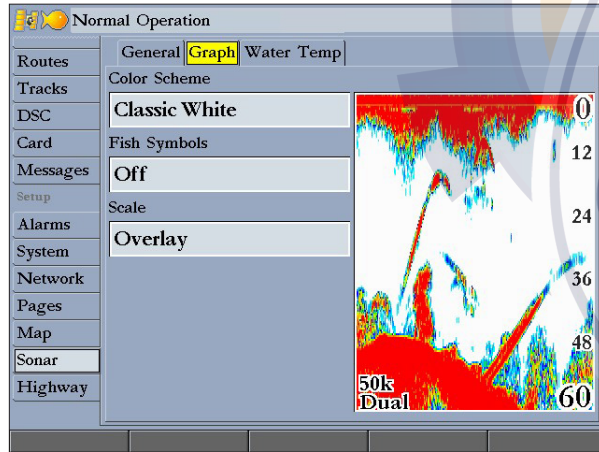 Normal Operation
General Graph Water Temp
Routes
Tracks
DSC
Card
Messages
Setup
Alarms
System
Network
Pages
Map
Sonar
Highway
Color Scheme
Classic White
Fish Symbols
Off
Scale
Overlay
0
12
24
36
48
60
50k
Dual